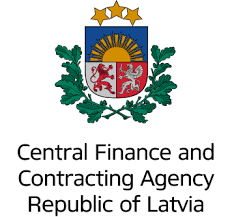 Central Finance and
Contracting Agency
Republic of Latvia